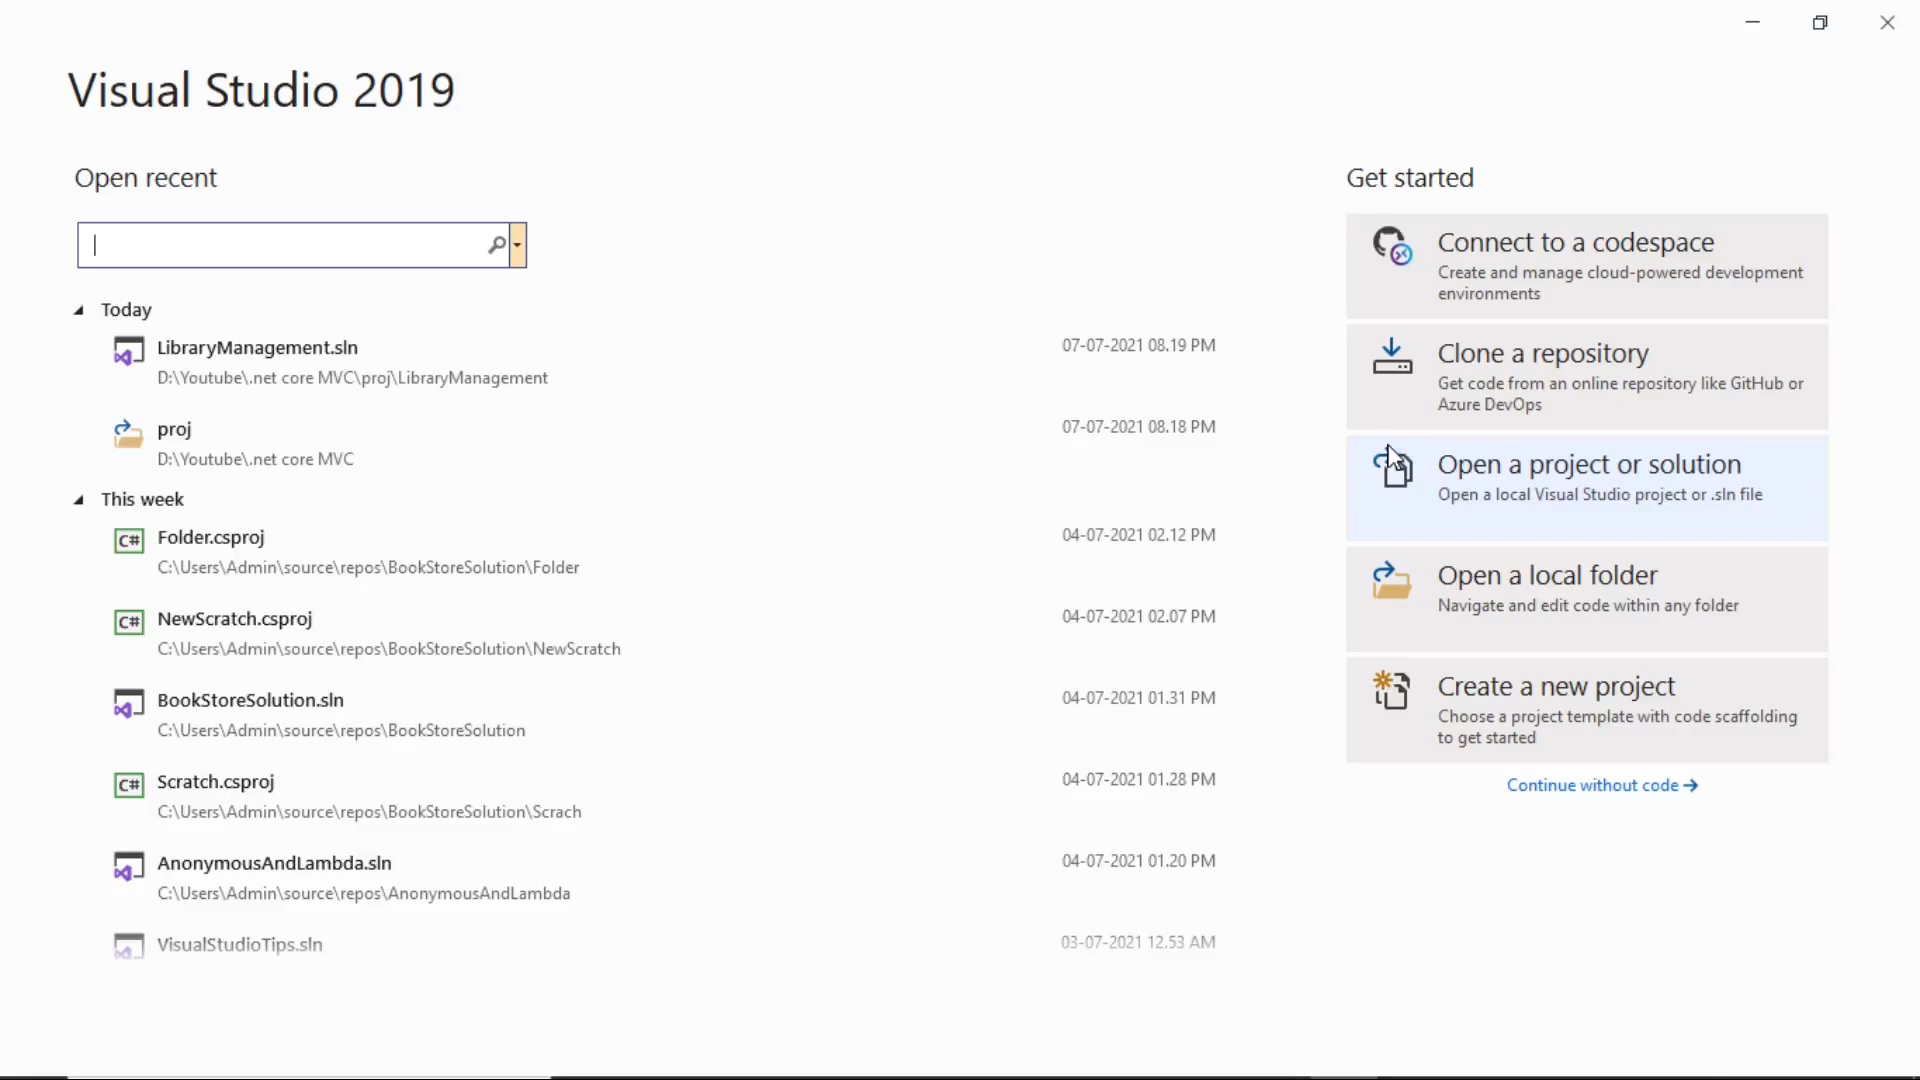 Visual Studio 2019
Open recent
Today
LibraryManagement.sln
07-07-2021 08.19 PM
D:\Youtube\.net core MVC\proj\LibraryManagement
proj
07-07-2021 08.18 PM
D:\Youtube\.net core MVC
This week
Folder.csproj
04-07-2021 02.12 PM
C:\Users\Admin\source\repos\BookStoreSolution\Folder
NewScratch.csproj
04-07-2021 02.07 PM
C:\Users\Admin\source\repos\BookStoreSolution\NewScratch
BookStoreSolution.sln
04-07-2021 01.31 PM
C:\Users\Admin\source\repos\BookStoreSolution
Scratch.csproj
04-07-2021 01.28 PM
C:\Users\Admin\source\repos\BookStoreSolution\Scrach
AnonymousAndLambda.sln
04-07-2021 01.20 PM
C:\Users\Admin\source\repos\AnonymousAndLambda
VisualStudioTips.sln
03-07-2021 12.53 AM
Get started
Connect to a codespace
Create and manage cloud-powered development
environments
Clone a repository
Get code from an online repository like GitHub or
Azure DevOps
Open a project or solution
Open a local Visual Studio project or .sln file
Open a local folder
Navigate and edit code within any folder
Create a new project
Choose a project template with code scaffolding
to get started
Continue without code →